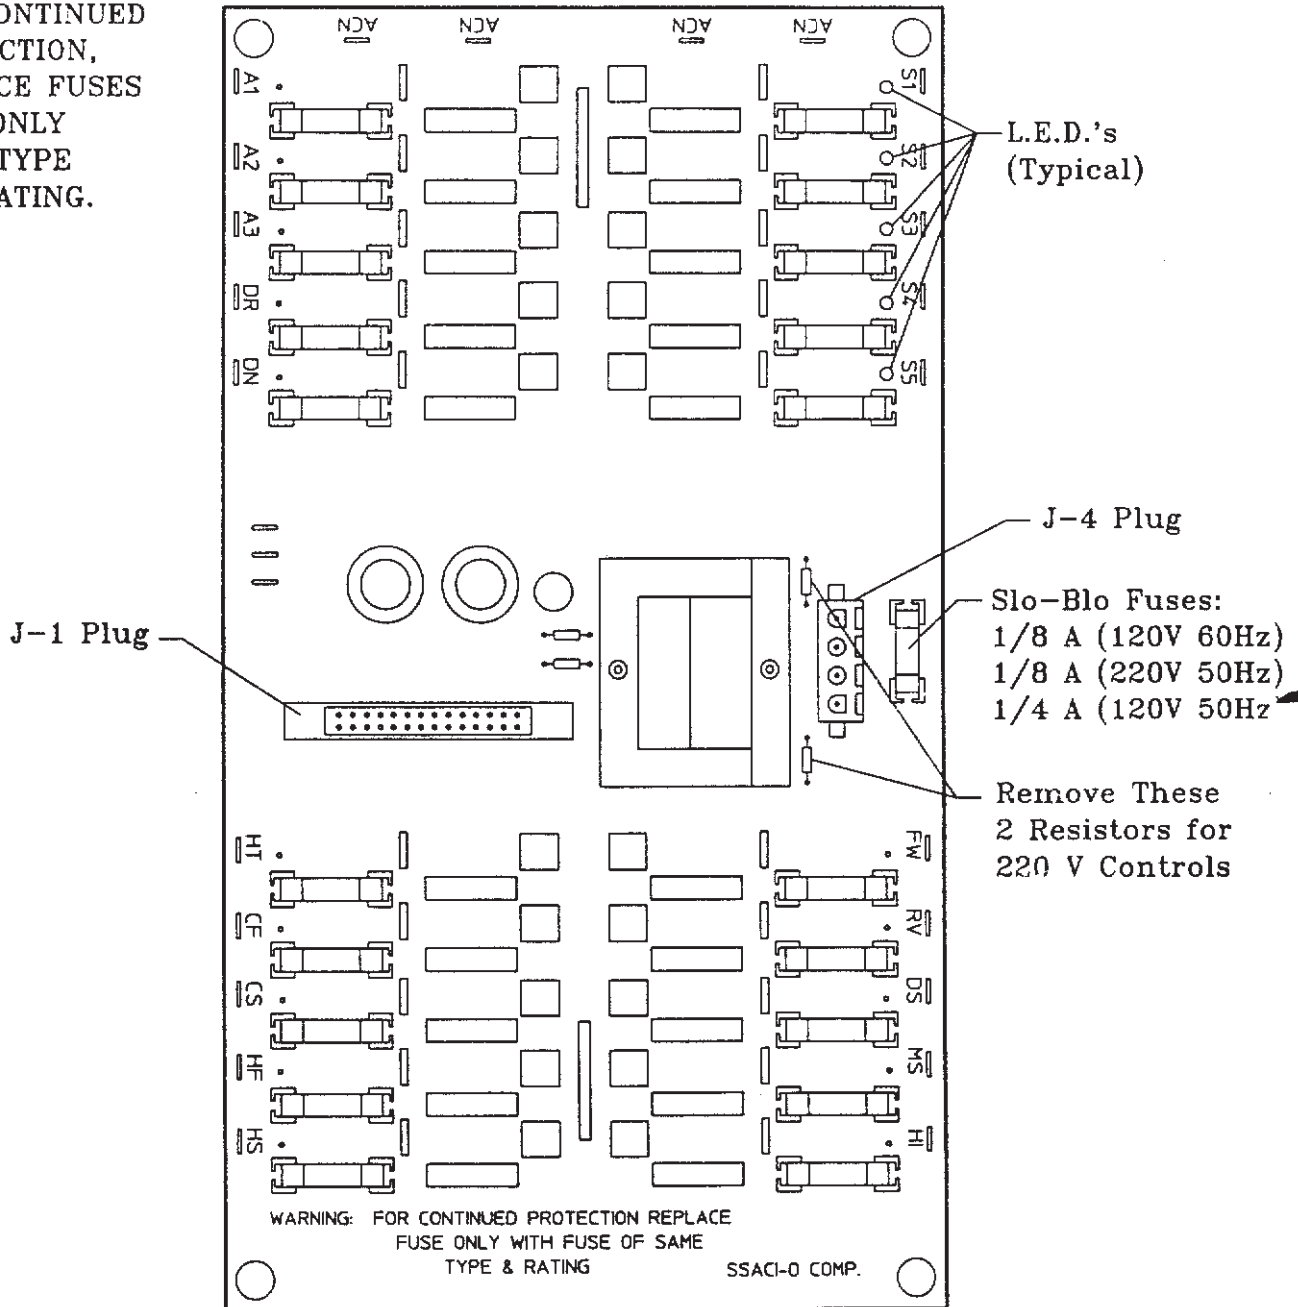 ONTINUED
CTION,
CE FUSES
ONLY
TYPE
ATING.
ACN ACN ACN ACN
A1
A2
A3
DR
DN
S1
S2
S3
S4
S5
L.E.D.'s
(Typical)
J-4 Plug
Slo-Blo Fuses:
1/8 A (120V 60Hz)
1/8 A (220V 50Hz)
1/4 A (120V 50Hz
J-1 Plug
Remove These
2 Resistors for
220 V Controls
HT
CF
CS
HF
HS
FW
RV
DS
MS
HI
WARNING: FOR CONTINUED PROTECTION REPLACE
FUSE ONLY WITH FUSE OF SAME
TYPE & RATING
SSACI-O COMP.